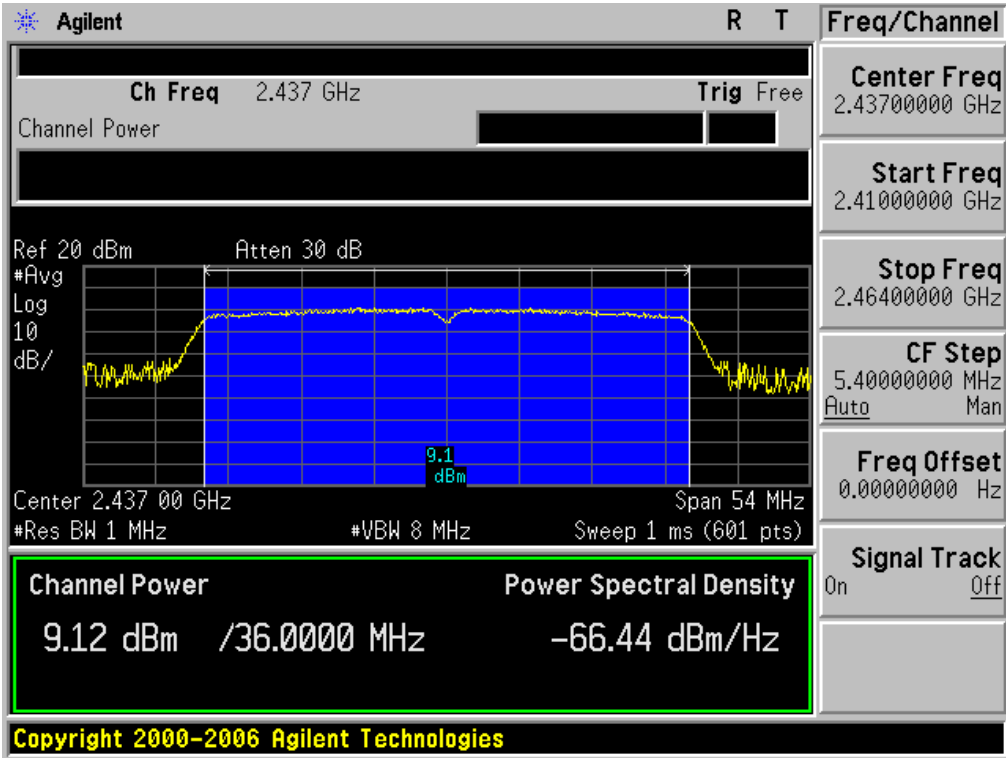 Agilent R T
Freq/Channel
Ch Freq 2.437 GHz Trig Free
Channel Power
Ref 20 dBm Atten 30 dB
#Avg
Log
10
dB/
9.1
dBm
Center 2.437 00 GHz Span 54 MHz
#Res BW 1 MHz #VBW 8 MHz Sweep 1 ms (601 pts)
Channel Power Power Spectral Density
9.12 dBm /36.0000 MHz -66.44 dBm/Hz
Center Freq
2.43700000 GHz
Start Freq
2.41000000 GHz
Stop Freq
2.46400000 GHz
CF Step
5.40000000 MHz
Auto Man
Freq Offset
0.00000000 Hz
Signal Track
On Off
Copyright 2000-2006 Agilent Technologies